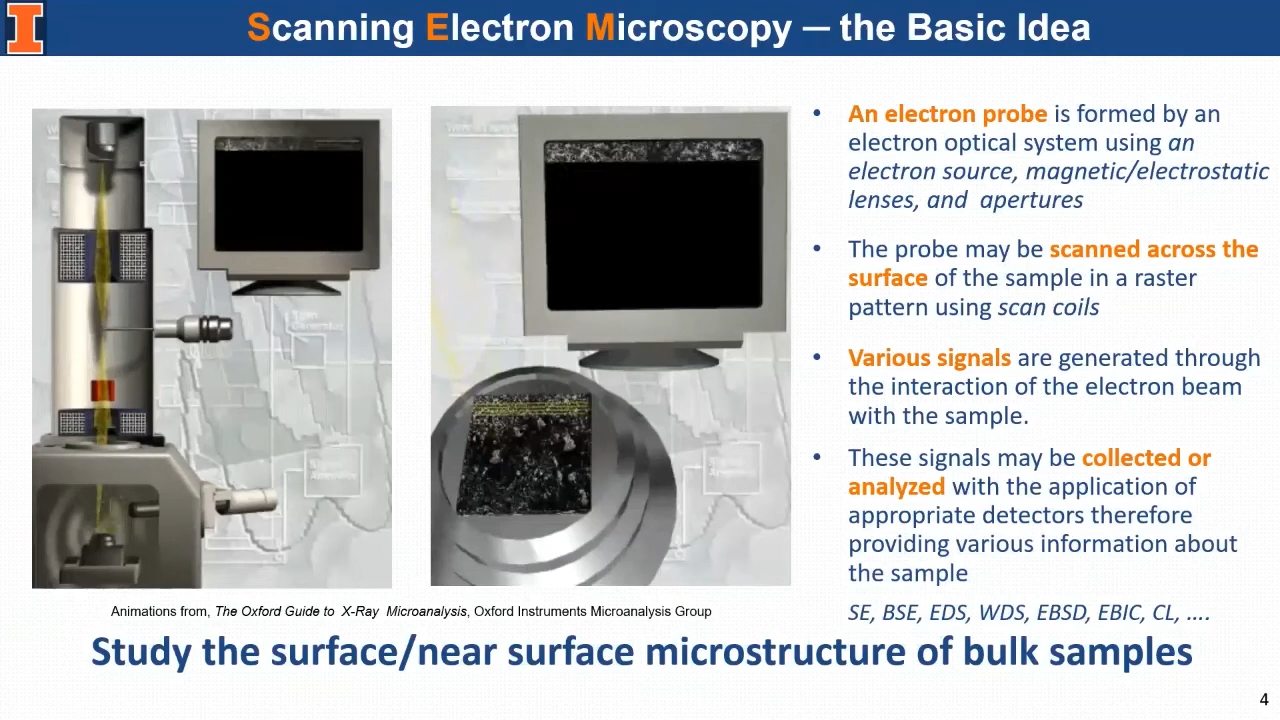 Scanning Electron Microscopy — the Basic Idea
• An electron probe is formed by an
electron optical system using an
electron source, magnetic/electrostatic
lenses, and apertures
• The probe may be scanned across the
surface of the sample in a raster
pattern using scan coils
• Various signals are generated through
the interaction of the electron beam
with the sample.
• These signals may be collected or
analyzed with the application of
appropriate detectors therefore
providing various information about
the sample
SE, BSE, EDS, WDS, EBSD, EBIC, CL, ....
Animations from, The Oxford Guide to X-Ray Microanalysis, Oxford Instruments Microanalysis Group
Study the surface/near surface microstructure of bulk samples
4